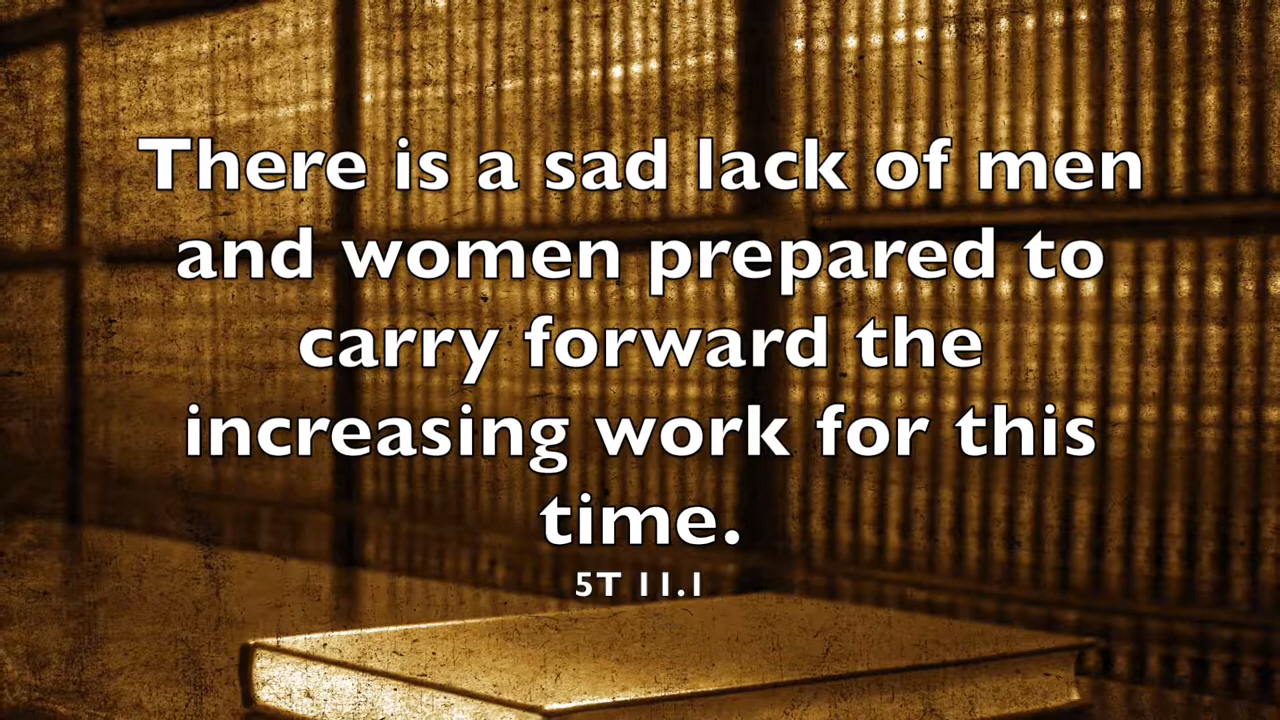 There is a sad lack of men
and women prepared to
carry forward the
increasing work for this
time.
5T 11.1